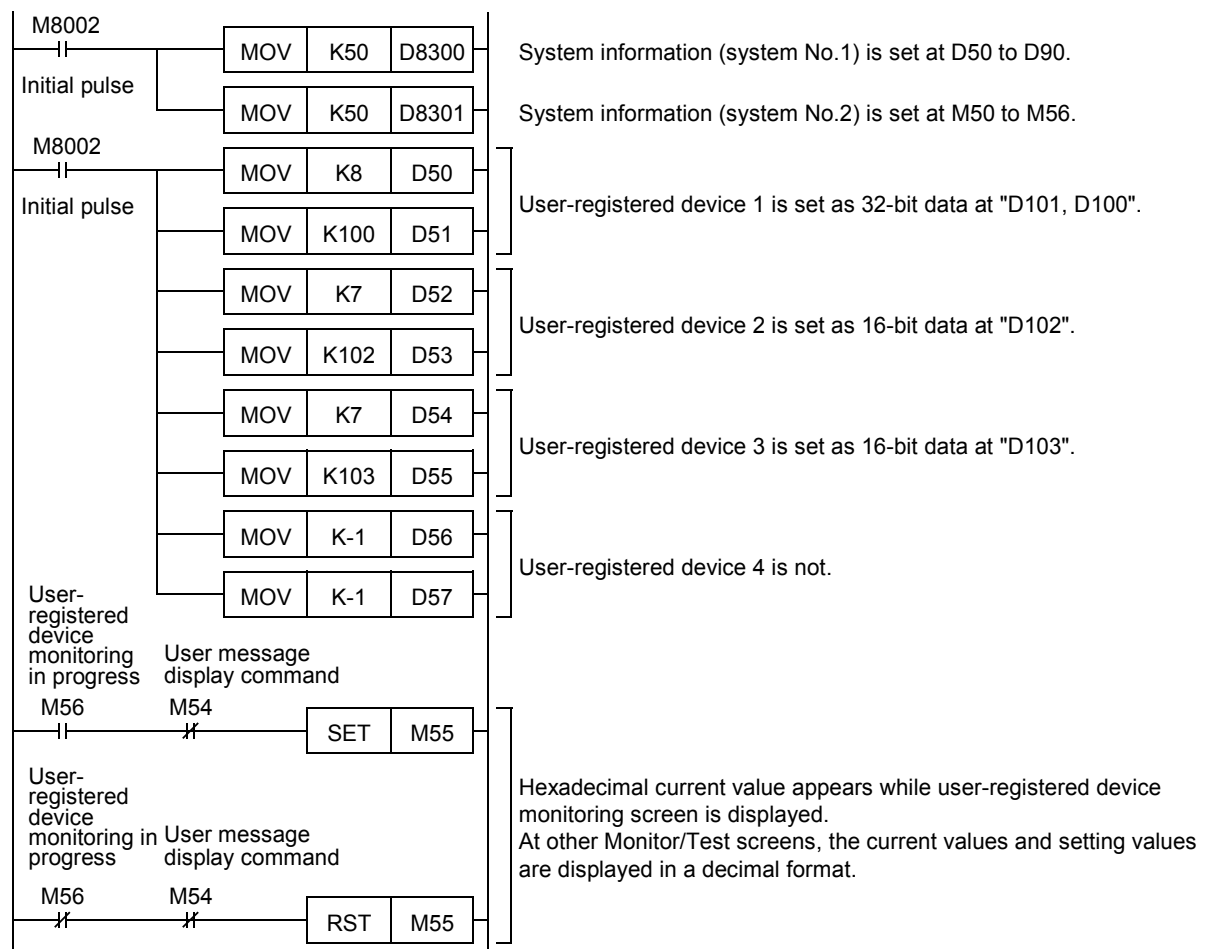 M8002
MOV K50 D8300
System information (system No.1) is set at D50 to D90.
Initial pulse
MOV K50 D8301
System information (system No.2) is set at M50 to M56.
M8002
MOV K8 D50
Initial pulse
User-registered device 1 is set as 32-bit data at "D101, D100".
MOV K100 D51
MOV K7 D52
User-registered device 2 is set as 16-bit data at "D102".
MOV K102 D53
MOV K7 D54
User-registered device 3 is set as 16-bit data at "D103".
MOV K103 D55
MOV K-1 D56
User-registered device 4 is not.
MOV K-1 D57
User-
registered
device
monitoring
in progress
User message
display command
M56 M54
SET M55
User-
registered
device
monitoring in
progress
User message
display command
Hexadecimal current value appears while user-registered device
monitoring screen is displayed.
At other Monitor/Test screens, the current values and setting values
are displayed in a decimal format.
M56 M54
RST M55